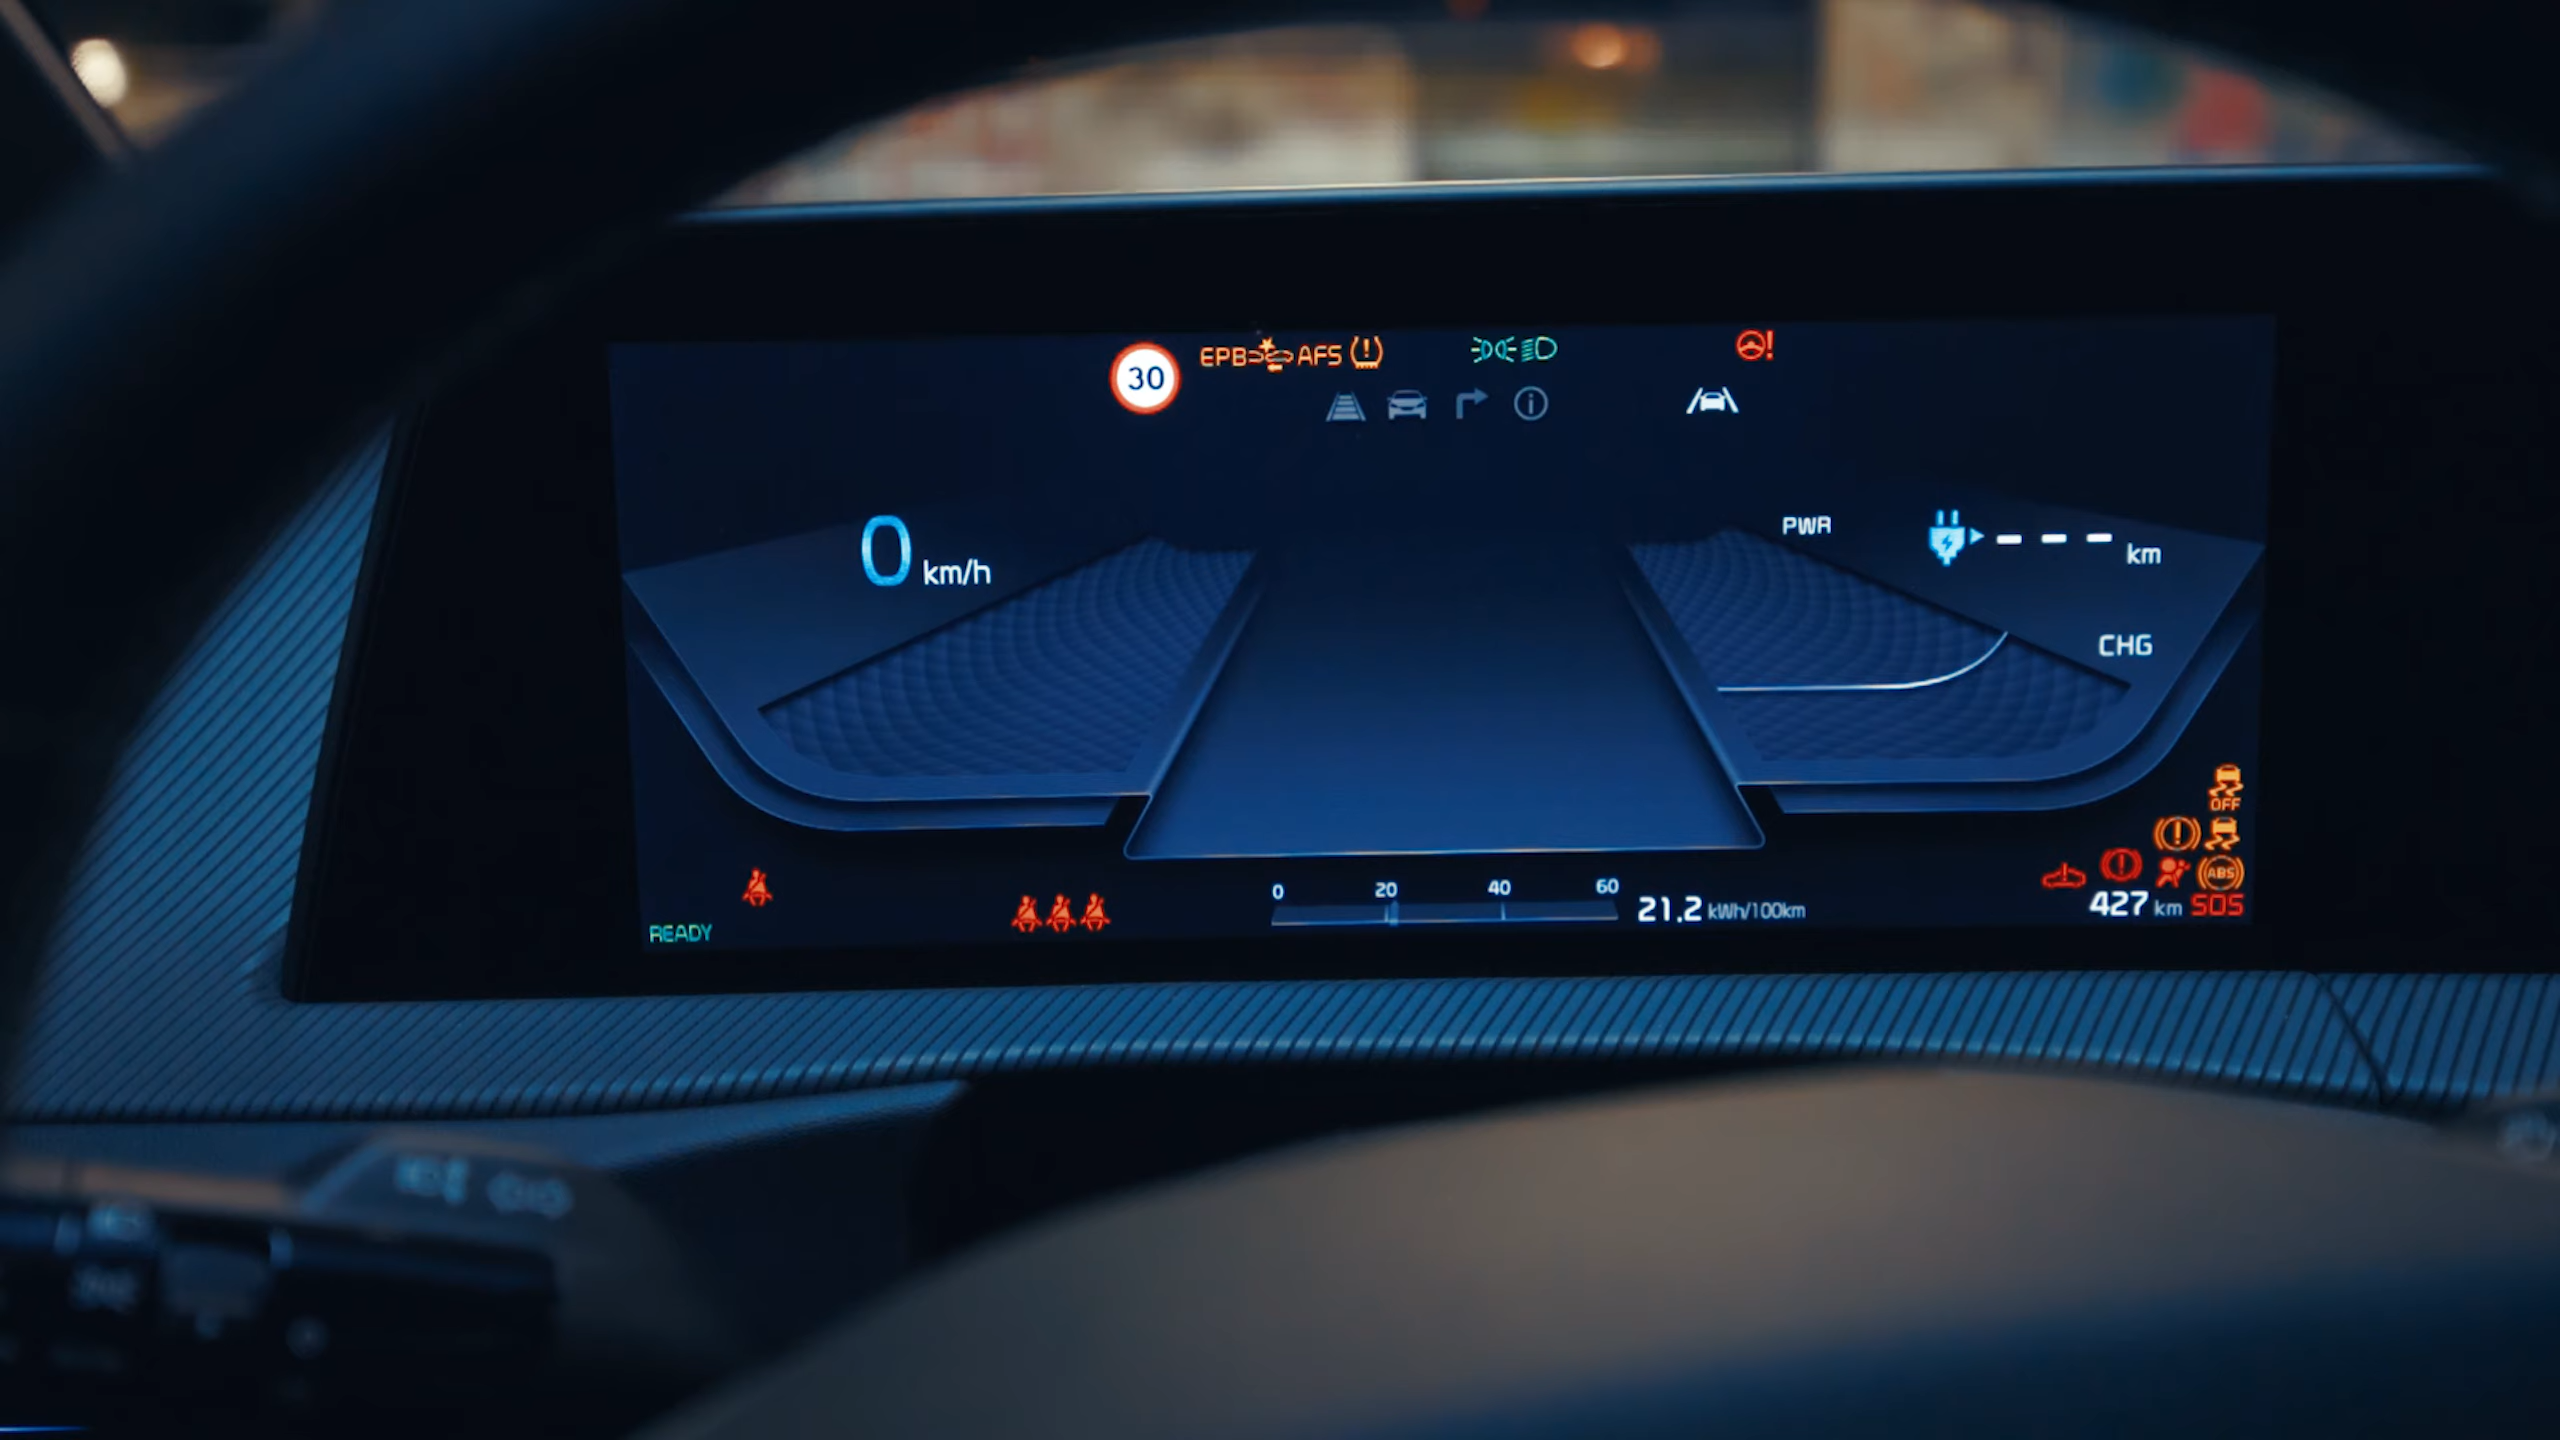 30
EPB AFS
0 km/h
PWR
--- km
CHG
OFF
ABS
0 20 40 60
21.2 kWh/100km
427 km SOS
READY